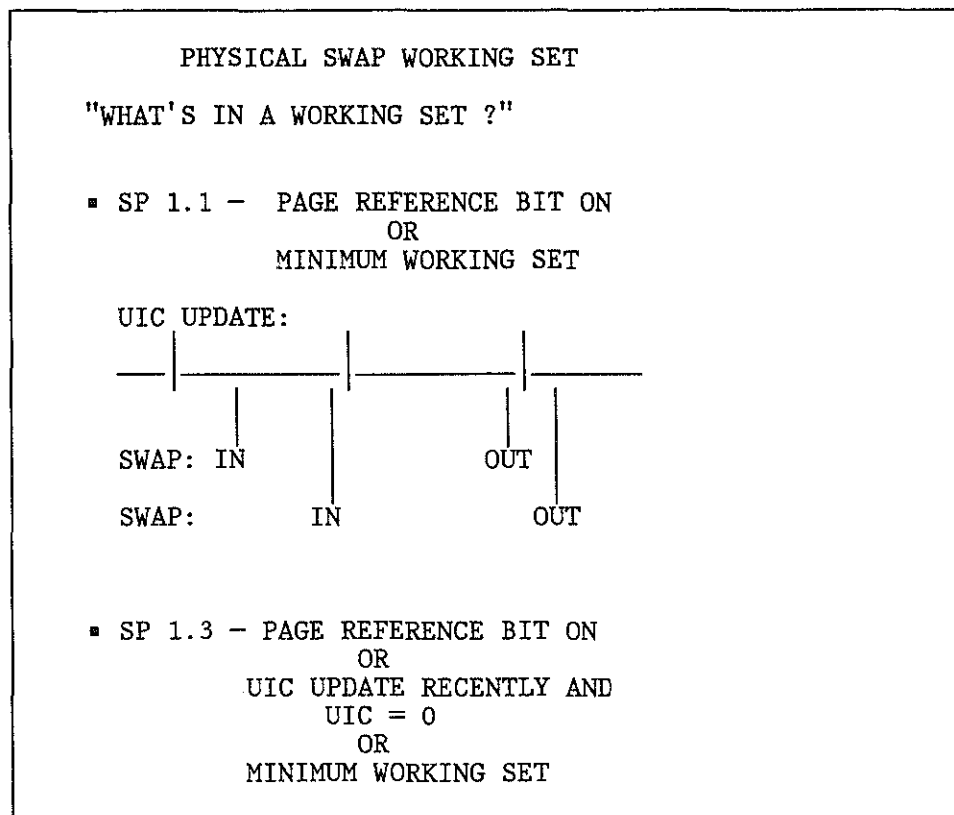 PHYSICAL SWAP WORKING SET
"WHAT'S IN A WORKING SET ?"
▪ SP 1.1 — PAGE REFERENCE BIT ON
OR
MINIMUM WORKING SET
UIC UPDATE:
SWAP: IN OUT
SWAP: IN OUT
▪ SP 1.3 — PAGE REFERENCE BIT ON
OR
UIC UPDATE RECENTLY AND
UIC = 0
OR
MINIMUM WORKING SET